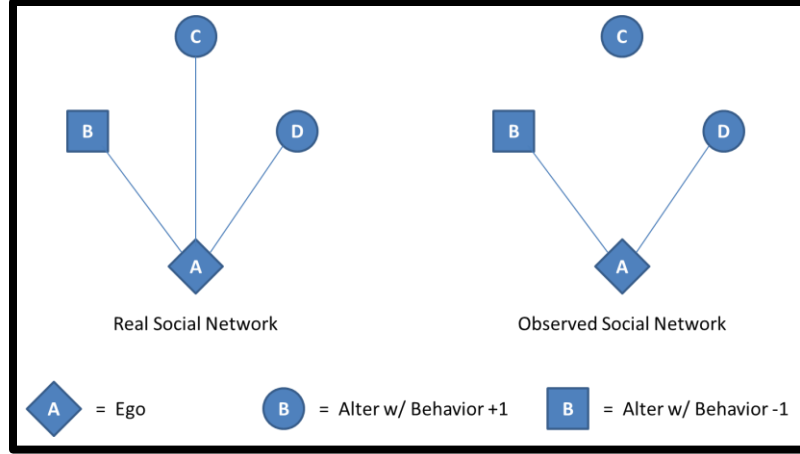 C C
B D B D
A A
Real Social Network Observed Social Network
A = Ego B = Alter w/ Behavior +1 B = Alter w/ Behavior -1